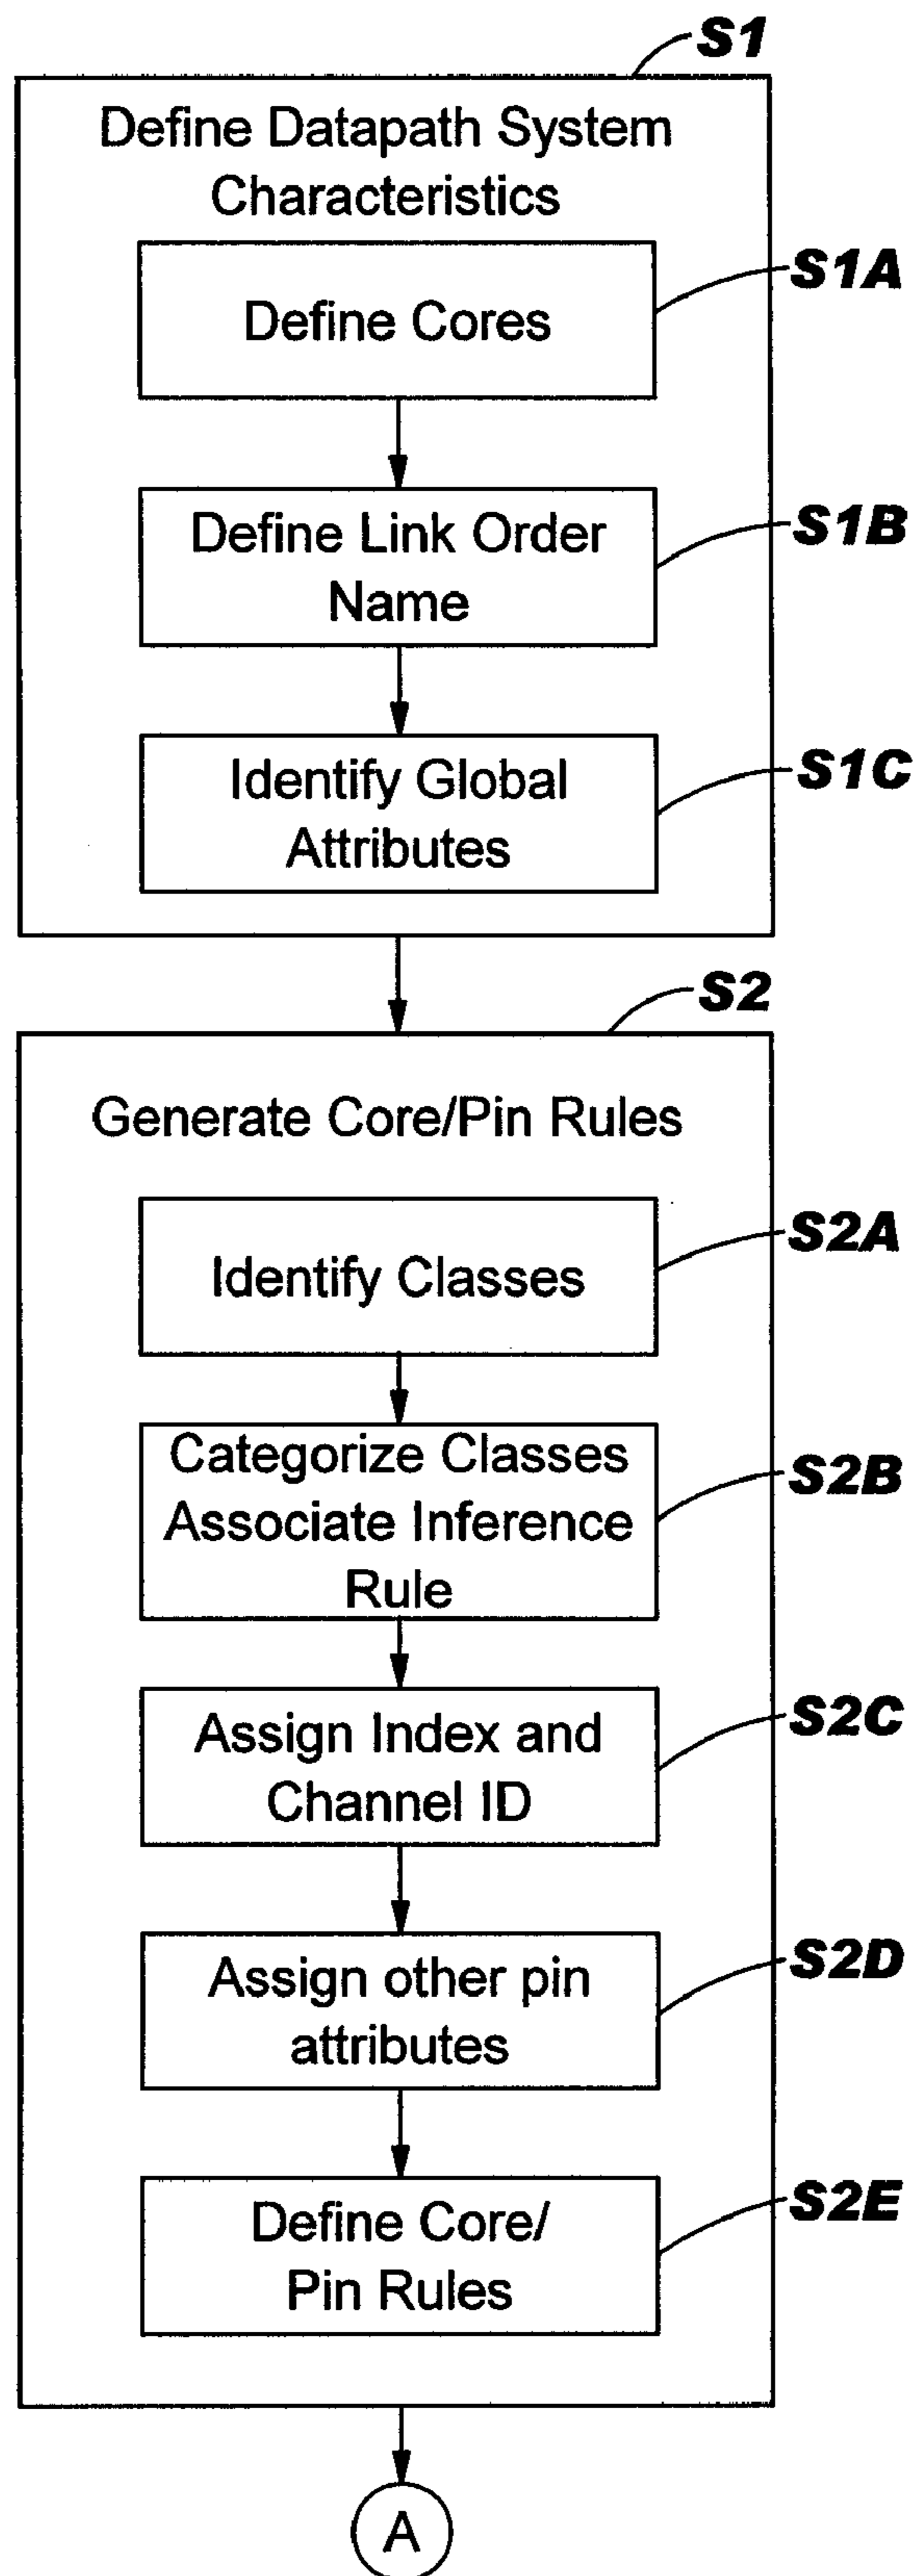 S1
Define Datapath System
Characteristics
S1A
Define Cores
S1B
Define Link Order
Name
S1C
Identify Global
Attributes
S2
Generate Core/Pin Rules
S2A
Identify Classes
S2B
Categorize Classes
Associate Inference
Rule
S2C
Assign Index and
Channel ID
S2D
Assign other pin
attributes
S2E
Define Core/
Pin Rules
A